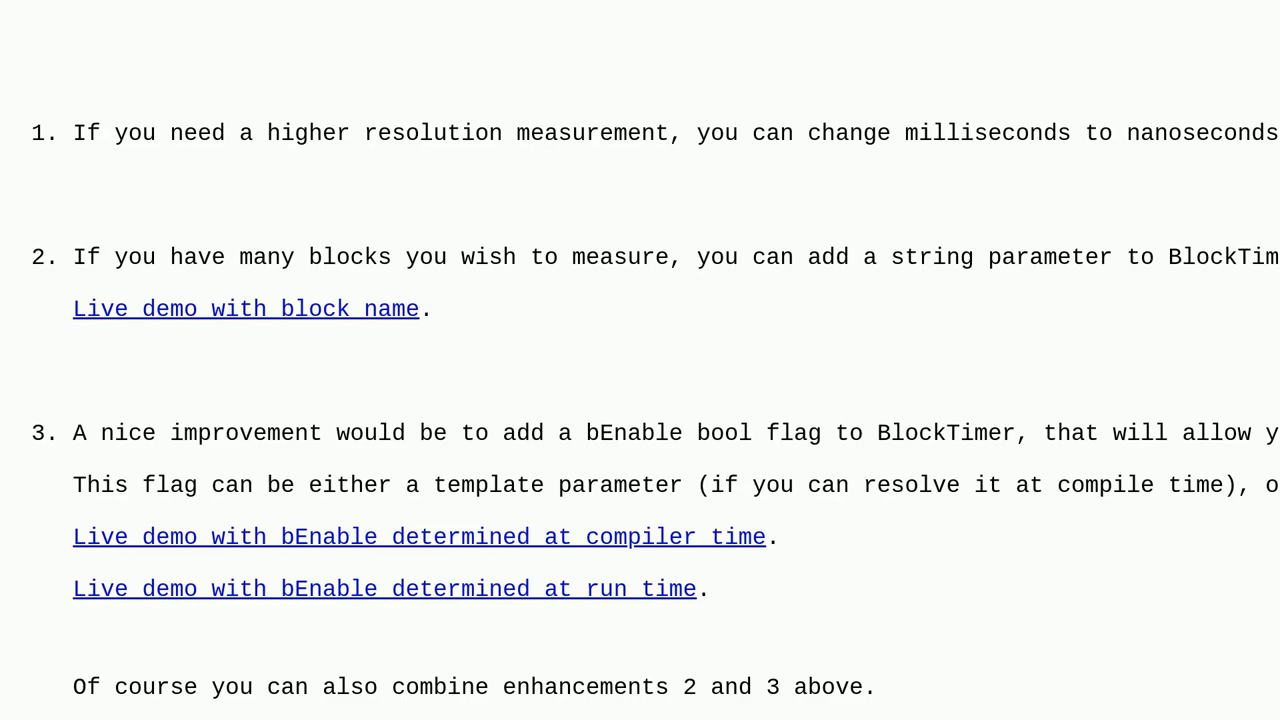 1. If you need a higher resolution measurement, you can change milliseconds to nanoseconds
2. If you have many blocks you wish to measure, you can add a string parameter to BlockTim
Live demo with block name.
3. A nice improvement would be to add a bEnable bool flag to BlockTimer, that will allow y
This flag can be either a template parameter (if you can resolve it at compile time), o
Live demo with bEnable determined at compiler time.
Live demo with bEnable determined at run time.
Of course you can also combine enhancements 2 and 3 above.